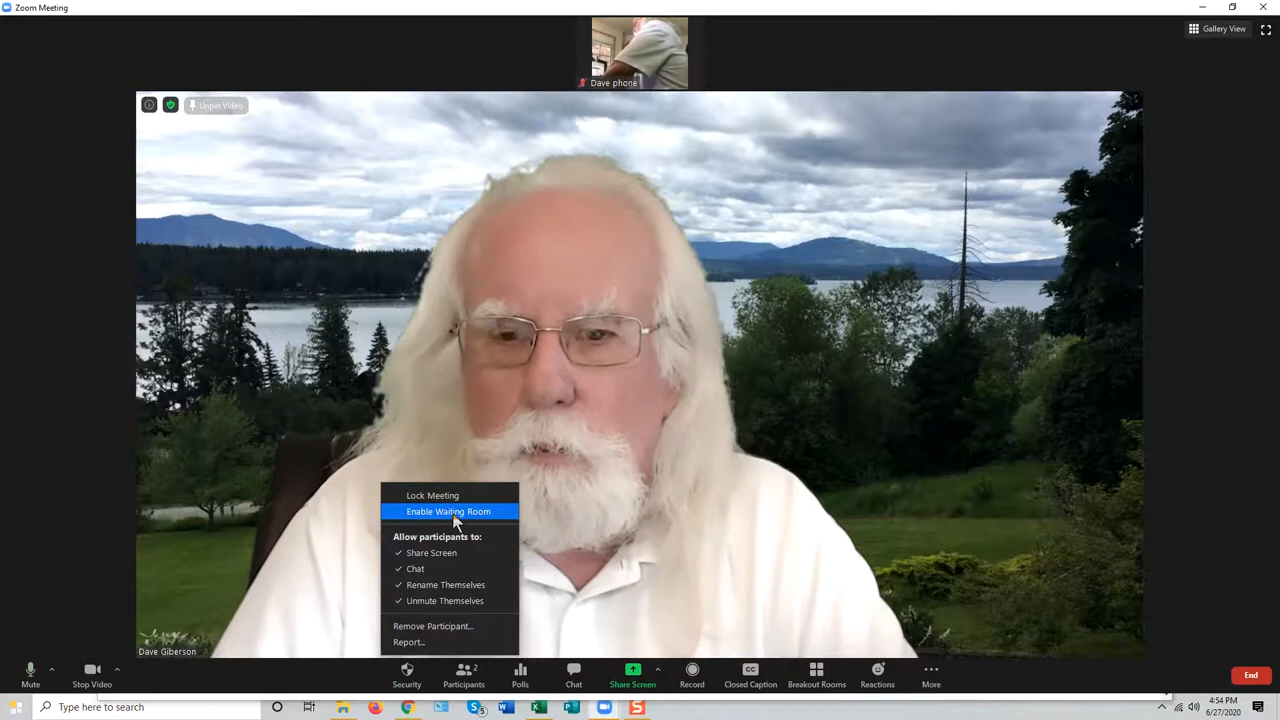 Zoom Meeting
Gallery View
Dave phone
Unpin Video
Lock Meeting
Enable Waiting Room
Allow participants to:
Share Screen
Chat
Rename Themselves
Unmute Themselves
Remove Participant...
Report...
Dave Giberson
Mute
Stop Video
Security
Participants
2
Polls
Chat
Share Screen
Record
Closed Caption
Breakout Rooms
Reactions
More
End
Type here to search
5
4:54 PM
6/27/2020